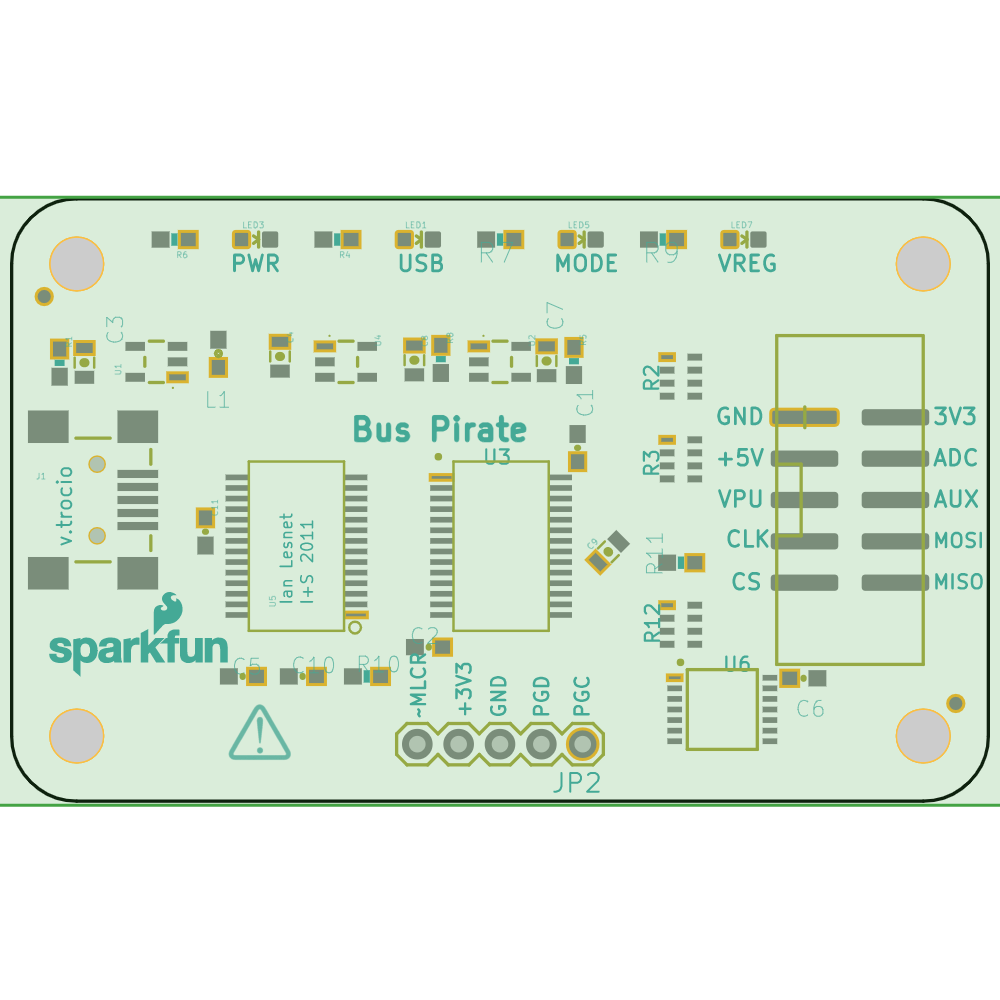 LED3
LED1
LED5
LED7
R6
R4
R7
R9
PWR
USB
MODE
VREG
C3
C7
U1
L1
C1
R2
Bus Pirate
GND
3V3
U3
R3
+5V
ADC
J1
v.trocio
VPU
AUX
C11
Ian Lesnet
I+S 2011
U5
C9
R11
CLK
MOSI
CS
MISO
R12
sparkfun
C2
C5
C10
R10
U6
C6
~MLCR
+3V3
GND
PGD
PGC
JP2